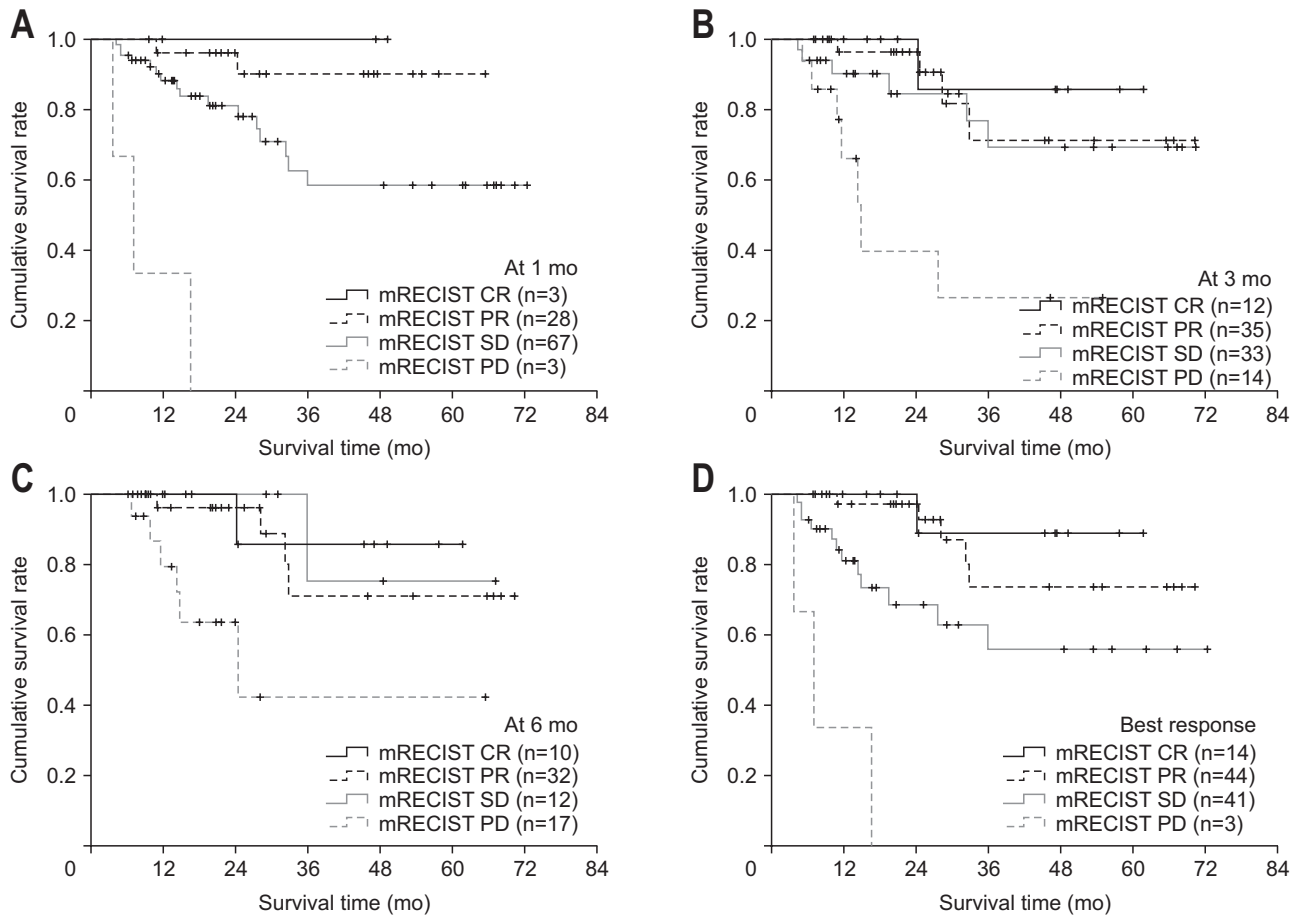 A
Cumulative survival rate
1.0
0.8
0.6
0.4
0.2
At 1 mo
mRECIST CR (n=3)
mRECIST PR (n=28)
mRECIST SD (n=67)
mRECIST PD (n=3)
0 12 24 36 48 60 72 84
Survival time (mo)
B
Cumulative survival rate
1.0
0.8
0.6
0.4
0.2
At 3 mo
mRECIST CR (n=12)
mRECIST PR (n=35)
mRECIST SD (n=33)
mRECIST PD (n=14)
0 12 24 36 48 60 72 84
Survival time (mo)
C
Cumulative survival rate
1.0
0.8
0.6
0.4
0.2
At 6 mo
mRECIST CR (n=10)
mRECIST PR (n=32)
mRECIST SD (n=12)
mRECIST PD (n=17)
0 12 24 36 48 60 72 84
Survival time (mo)
D
Cumulative survival rate
1.0
0.8
0.6
0.4
0.2
Best response
mRECIST CR (n=14)
mRECIST PR (n=44)
mRECIST SD (n=41)
mRECIST PD (n=3)
0 12 24 36 48 60 72 84
Survival time (mo)